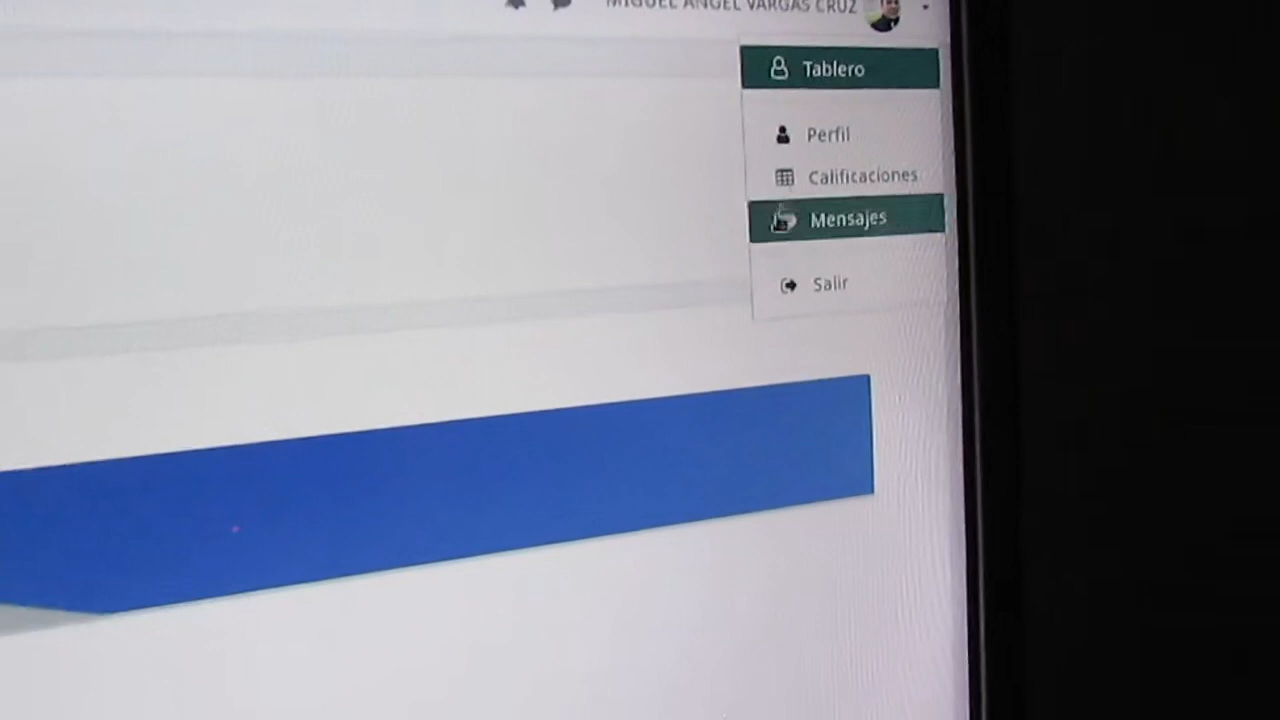 MIGUEL ANGEL VARGAS CRUZ
Tablero
Perfil
Calificaciones
Mensajes
Salir